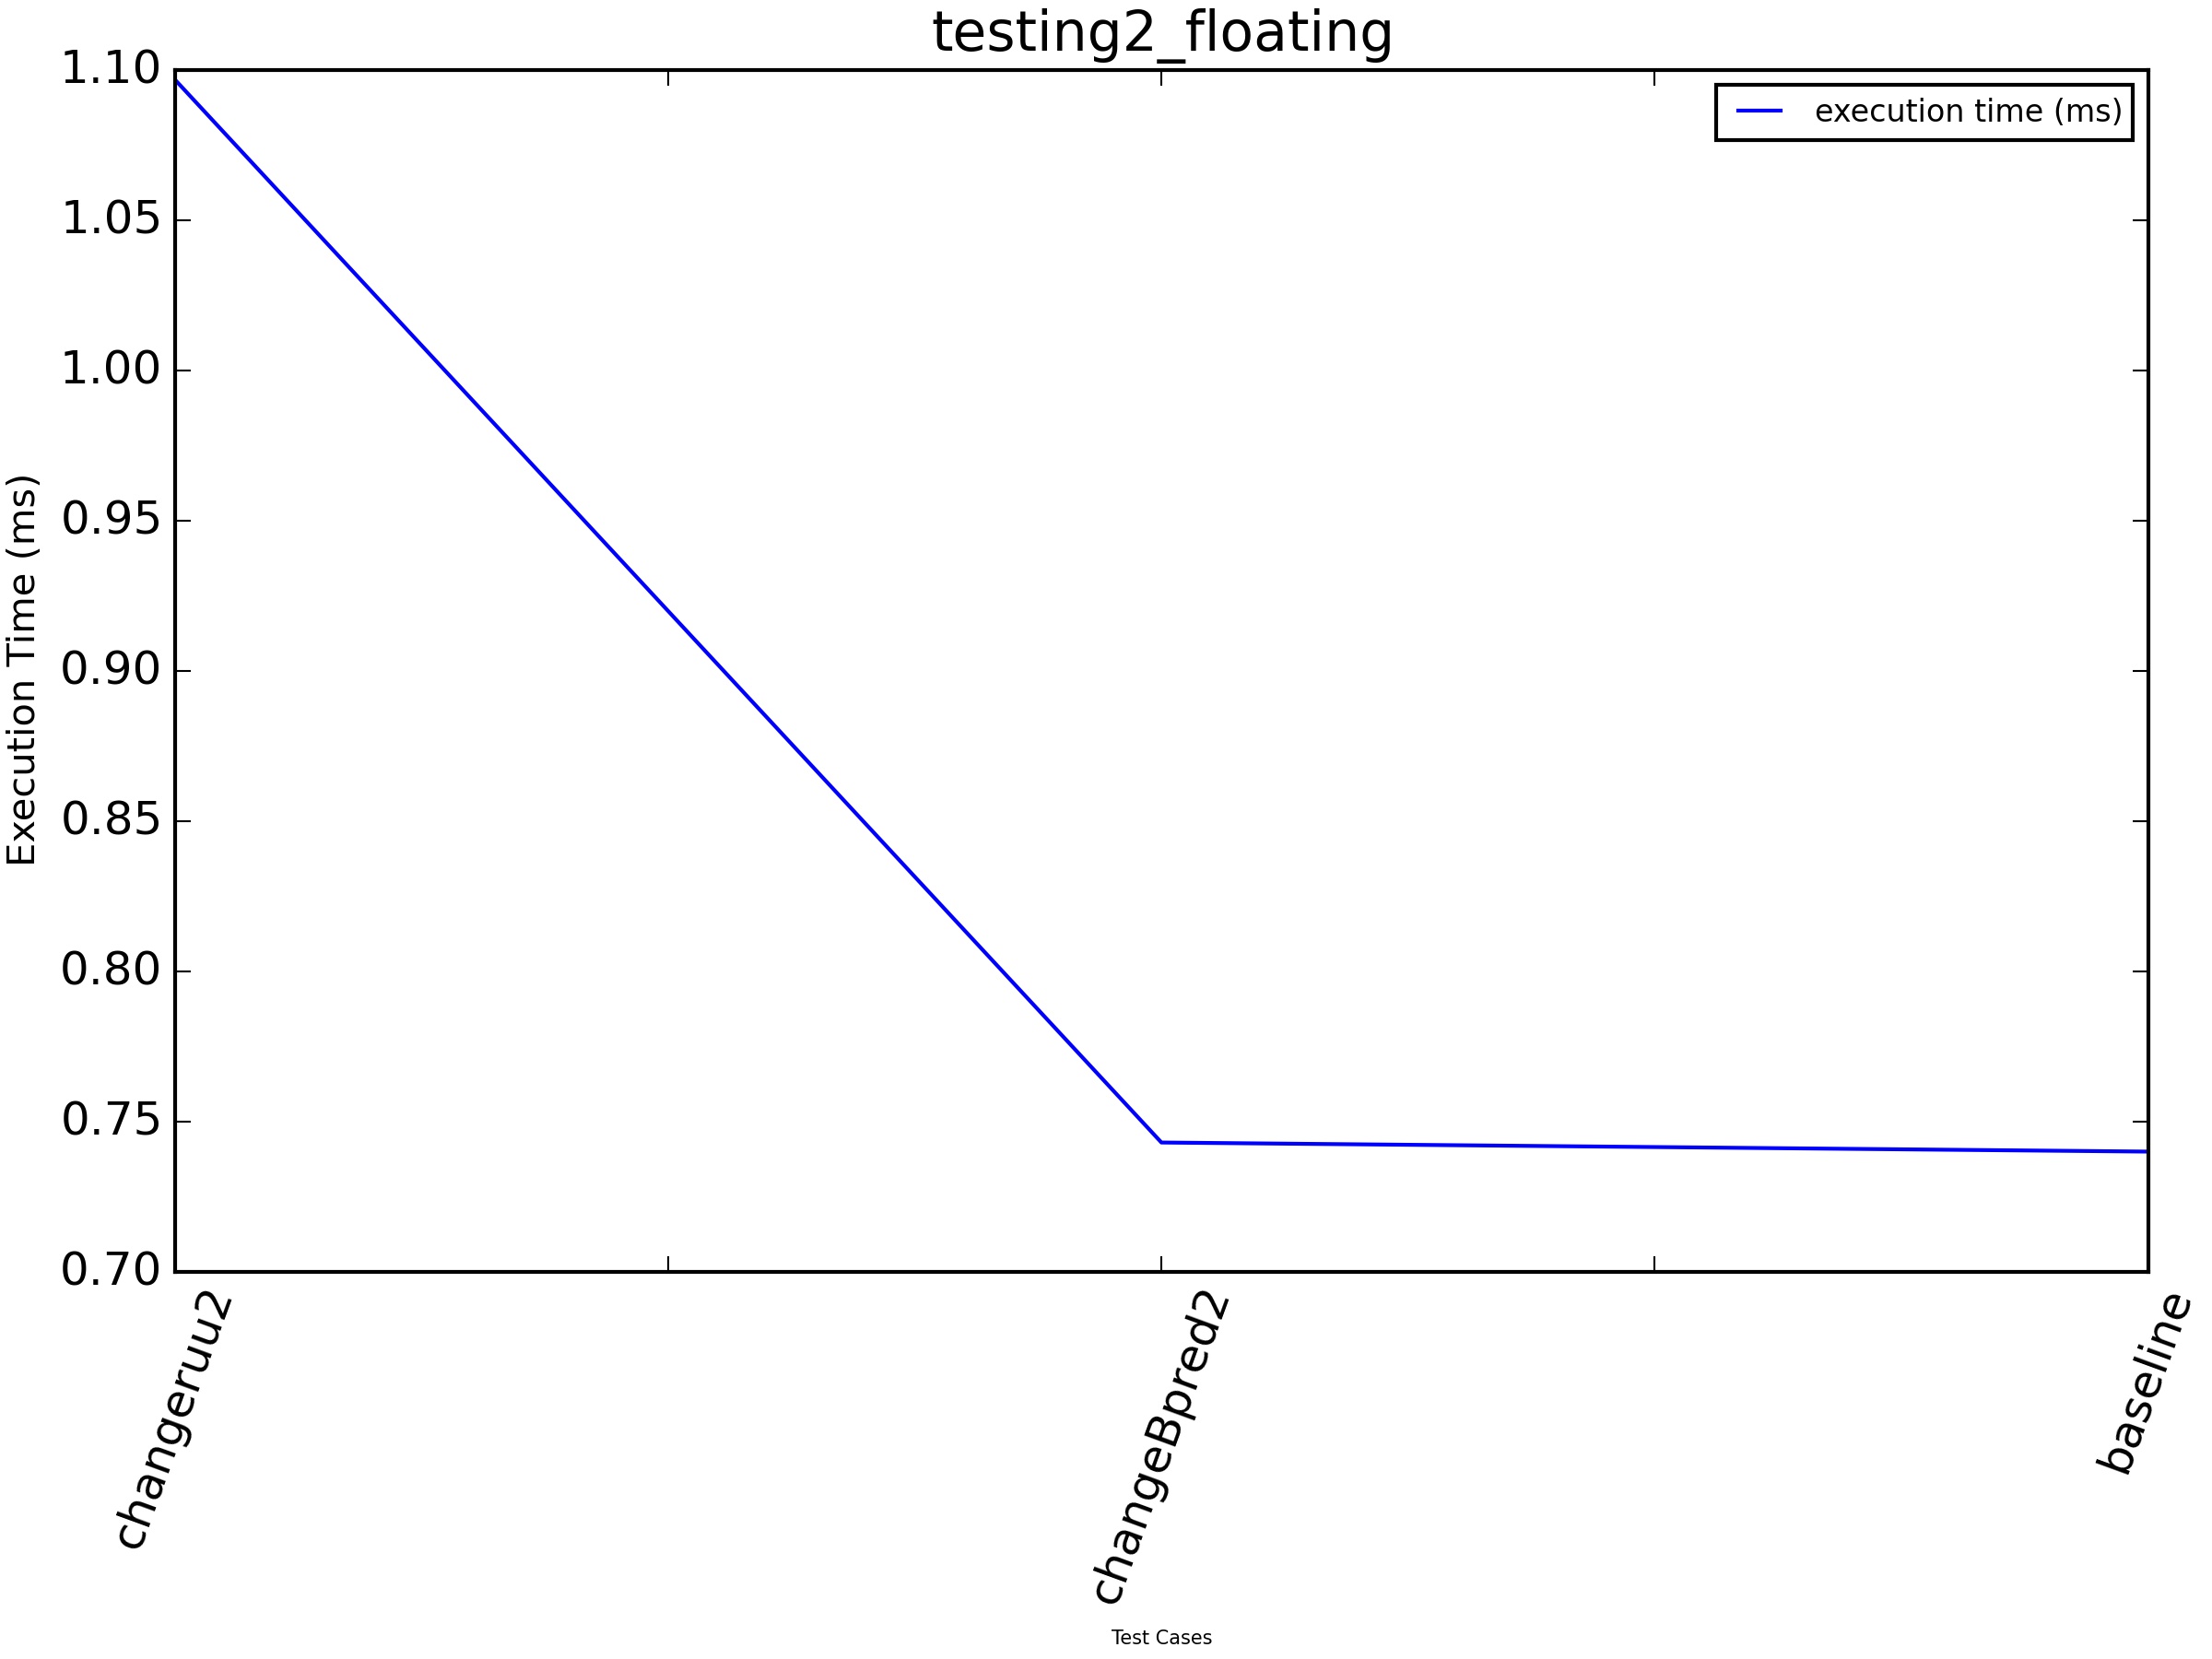 testing2_floating
execution time (ms)
1.10
1.05
1.00
0.95
0.90
0.85
0.80
0.75
0.70
Execution Time (ms)
changeruu2
changeBpred2
baseline
Test Cases